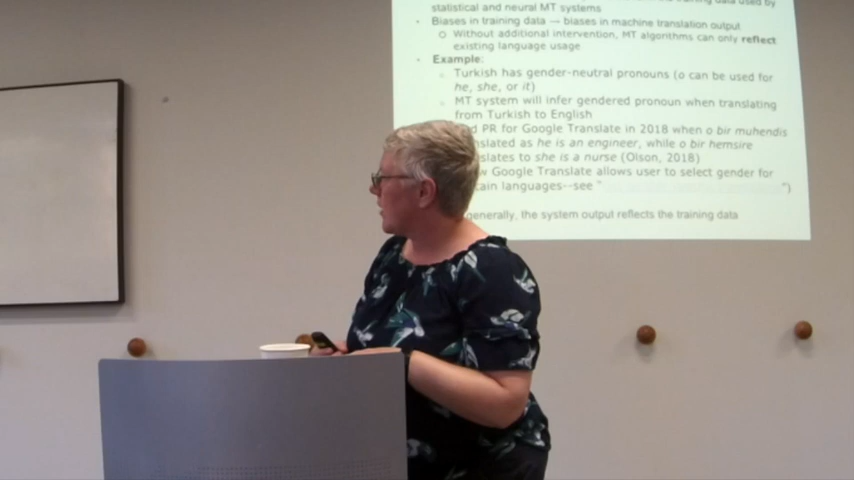 training data used by
statistical and neural MT systems
· Biases in training data → biases in machine translation output
o Without additional intervention, MT algorithms can only reflect
existing language usage
· Example:
Turkish has gender-neutral pronouns (o can be used for
he, she, or it)
MT system will infer gendered pronoun when translating
from Turkish to English
PR for Google Translate in 2018 when o bir muhendis
translated as he is an engineer, while o bir hemsire
translates to she is a nurse (Olson, 2018)
Google Translate allows user to select gender for
languages--see " ")
generally, the system output reflects the training data